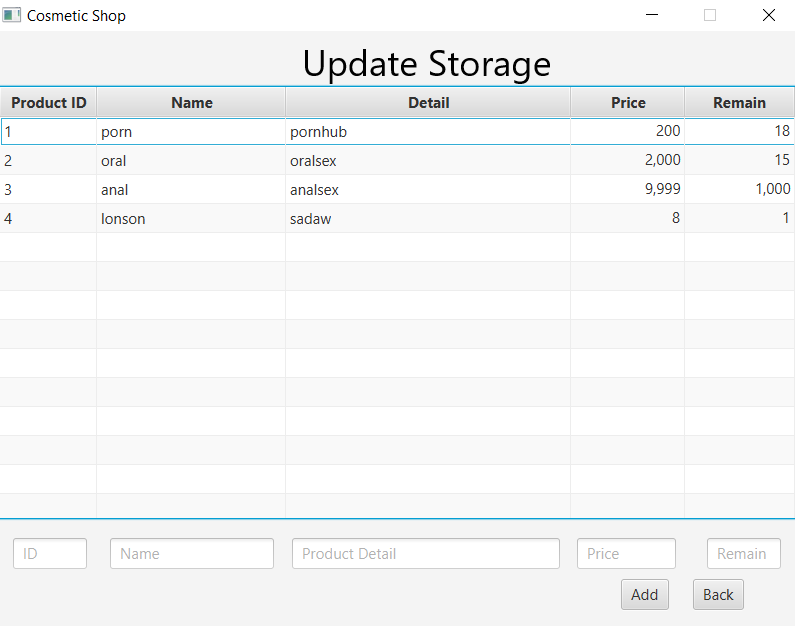 Cosmetic Shop
Update Storage
Product ID Name Detail Price Remain
1 porn pornhub 200 18
2 oral oralsex 2,000 15
3 anal analsex 9,999 1,000
4 lonson sadaw 8 1
ID Name Product Detail Price Remain
Add Back